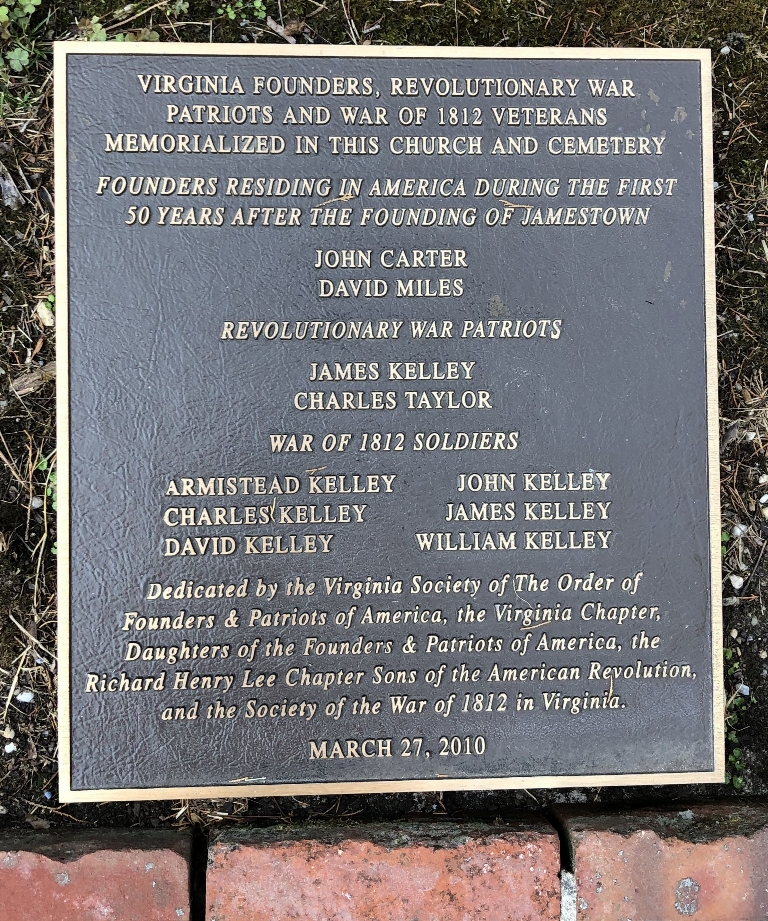 VIRGINIA FOUNDERS, REVOLUTIONARY WAR
PATRIOTS AND WAR OF 1812 VETERANS
MEMORIALIZED IN THIS CHURCH AND CEMETERY
FOUNDERS RESIDING IN AMERICA DURING THE FIRST
50 YEARS AFTER THE FOUNDING OF JAMESTOWN
JOHN CARTER
DAVID MILES
REVOLUTIONARY WAR PATRIOTS
JAMES KELLEY
CHARLES TAYLOR
WAR OF 1812 SOLDIERS
ARMISTEAD KELLEY JOHN KELLEY
CHARLES KELLEY JAMES KELLEY
DAVID KELLEY WILLIAM KELLEY
Dedicated by the Virginia Society of The Order of
Founders & Patriots of America, the Virginia Chapter,
Daughters of the Founders & Patriots of America, the
Richard Henry Lee Chapter Sons of the American Revolution,
and the Society of the War of 1812 in Virginia.
MARCH 27, 2010